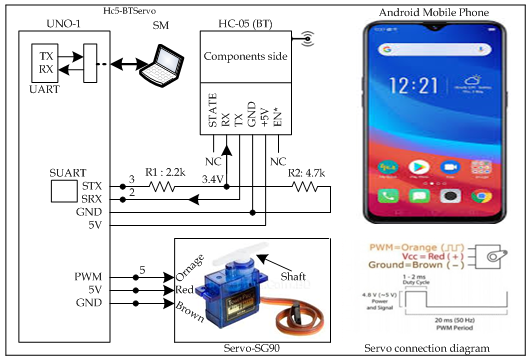 Hc5-BTServo
UNO-1
SM
HC-05 (BT)
Android Mobile Phone
TX
RX
UART
Components side
STATE
RX
TX
GND
+5V
EN*
NC
NC
12:21
SUART
STX
SRX
GND
5V
3
2
R1 : 2.2k
3.4V
R2: 4.7k
PWM
5V
GND
5
Ornage
Red
Brown
Shaft
Servo-SG90
PWM=Orange
Vcc=Red (+)
Ground=Brown (−)
1 - 2 ms
Duty Cycle
4.8 V (~5 V)
Power
and Signal
20 ms (50 Hz)
PWM Period
Servo connection diagram